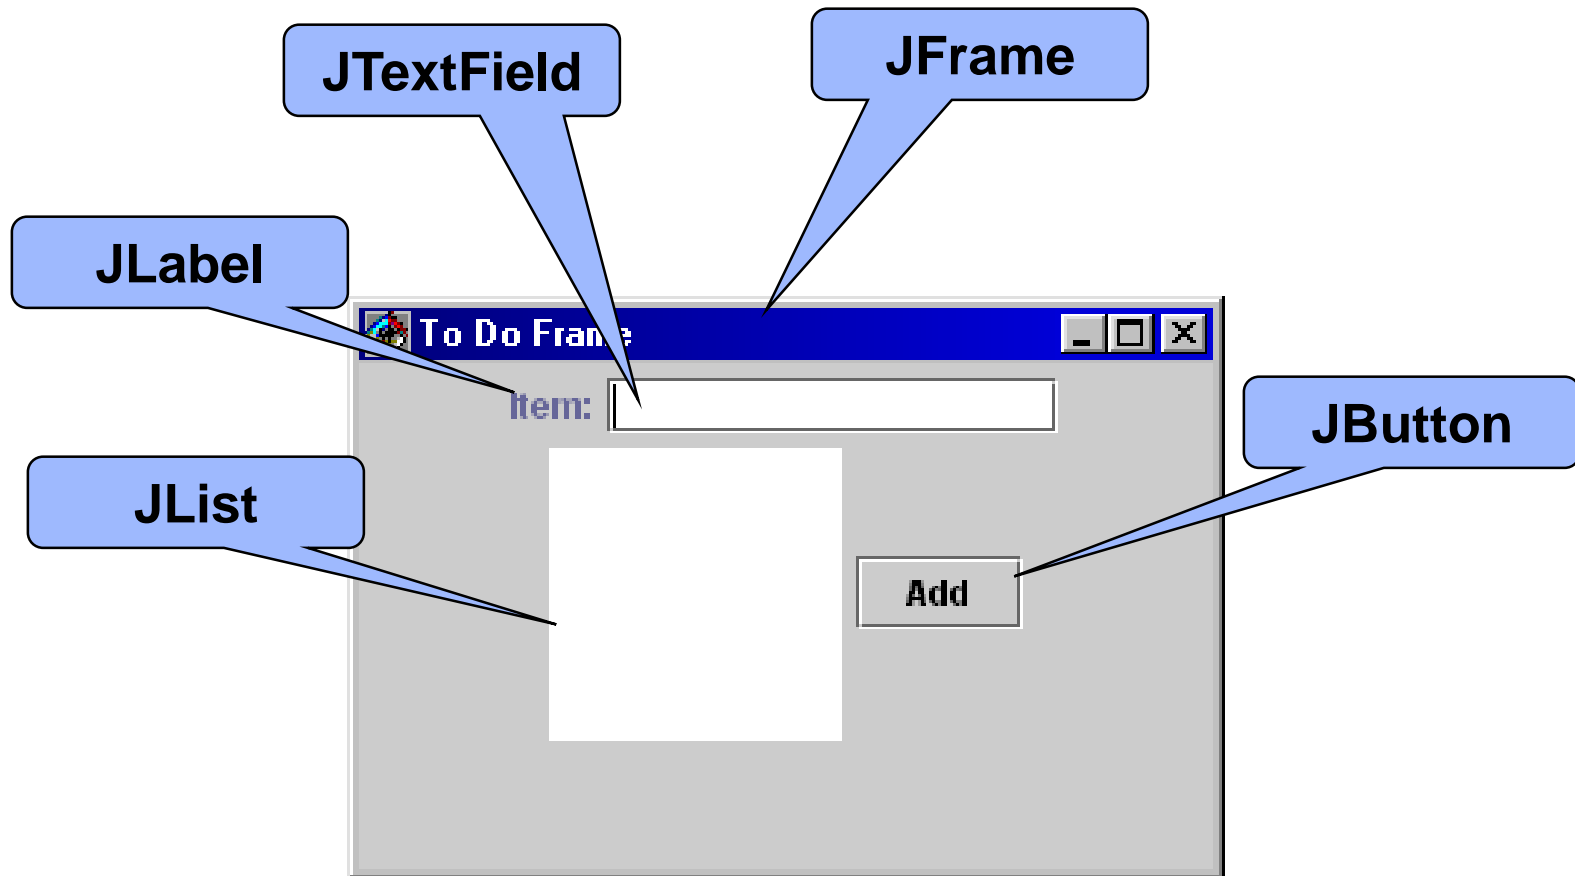 JTextField
JFrame
JLabel
To Do Frame
Item:
JButton
JList
Add